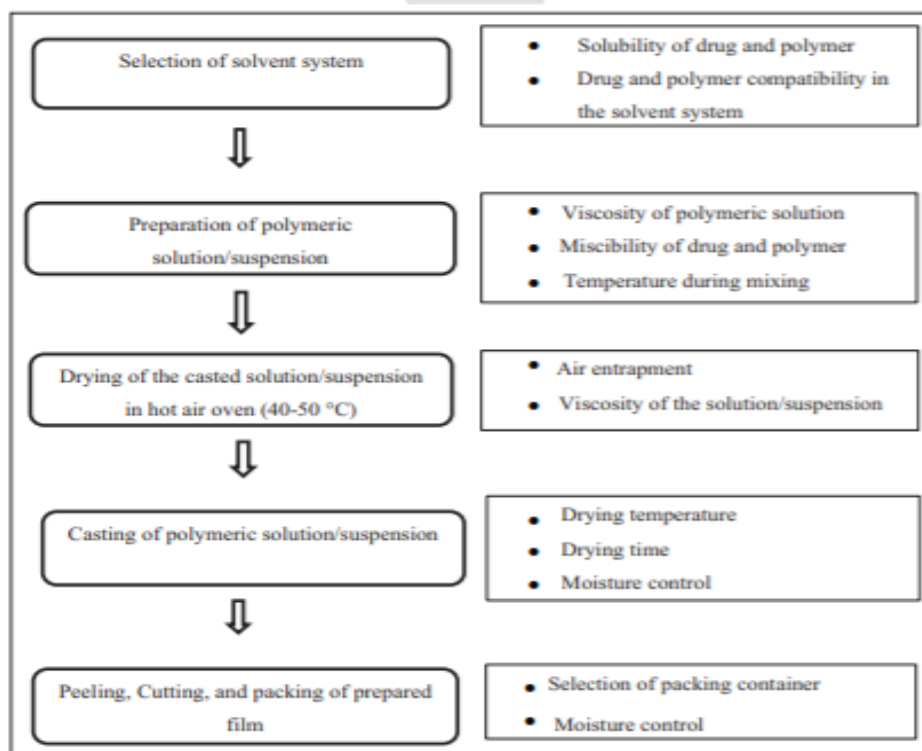 Selection of solvent system
• Solubility of drug and polymer
• Drug and polymer compatibility in
the solvent system
Preparation of polymeric
solution/suspension
• Viscosity of polymeric solution
• Miscibility of drug and polymer
• Temperature during mixing
Drying of the casted solution/suspension
in hot air oven (40-50 °C)
• Air entrapment
• Viscosity of the solution/suspension
Casting of polymeric solution/suspension
• Drying temperature
• Drying time
• Moisture control
Peeling, Cutting, and packing of prepared
film
• Selection of packing container
• Moisture control